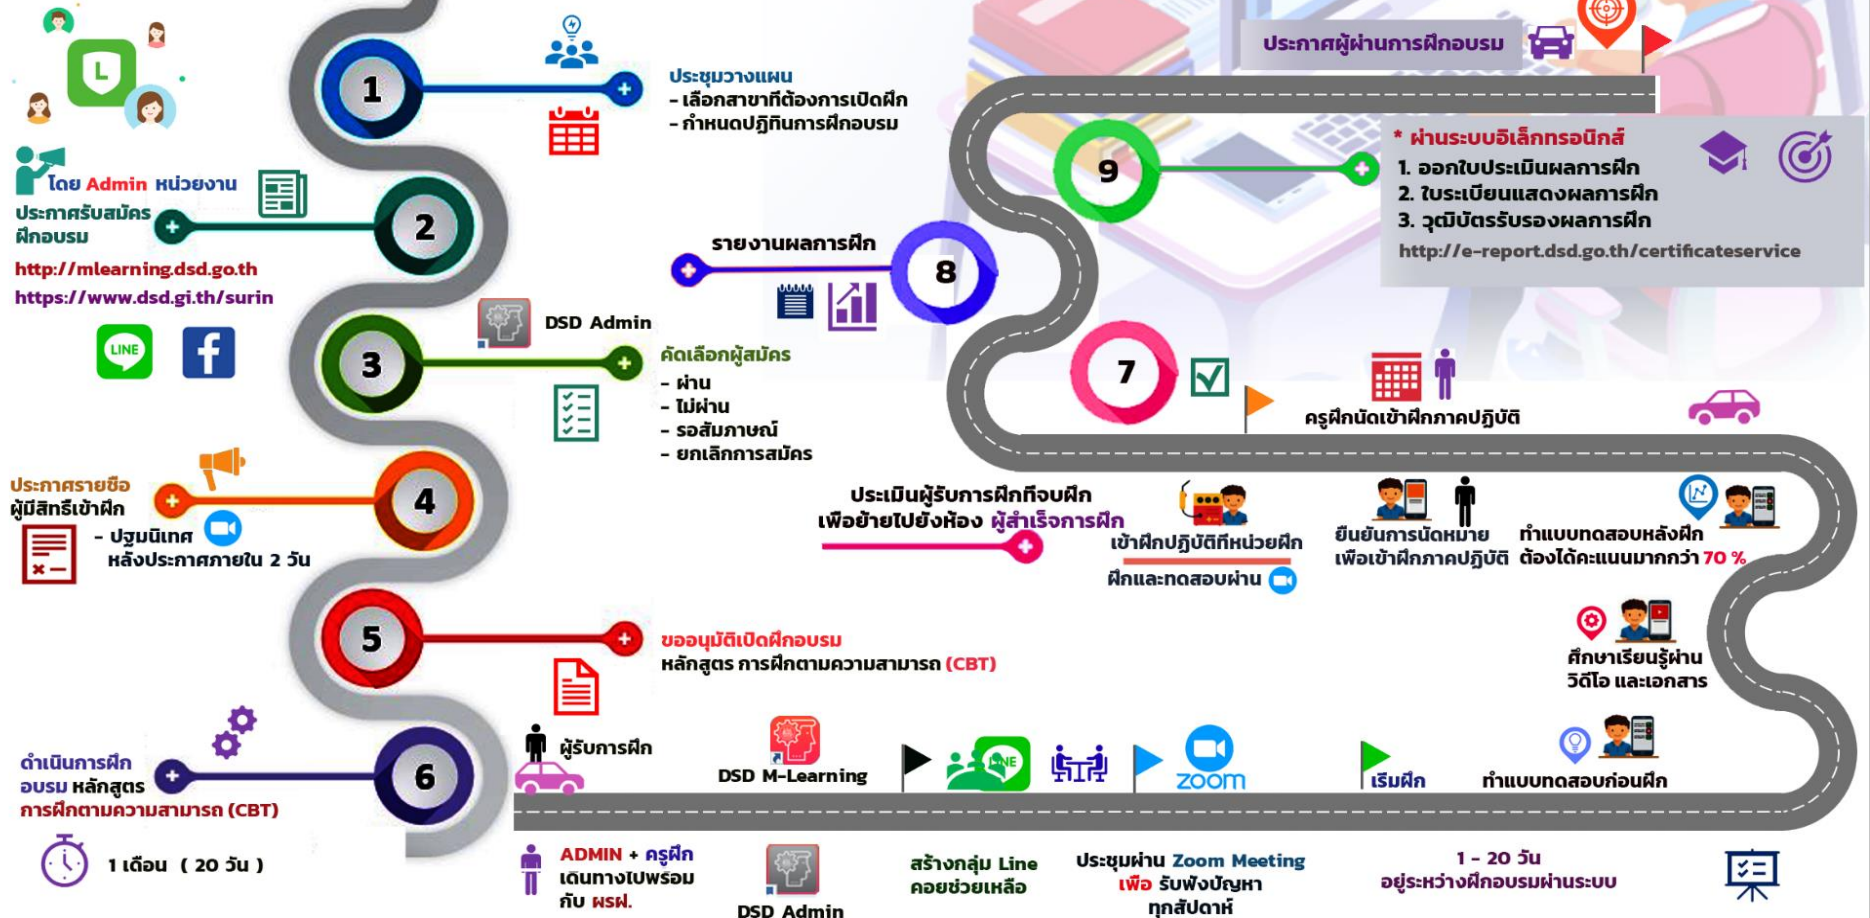 1
ประชุมวางแผน
- เลือกสาขาที่ต้องการเปิดฝึก
- กำหนดปฏิทินการฝึกอบรม
L
โดย Admin หน่วยงาน
ประกาศรับสมัคร
ฝึกอบรม
2
http://mlearning.dsd.go.th
https://www.dsd.gi.th/surin
LINE
f
3
DSD Admin
คัดเลือกผู้สมัคร
- ผ่าน
- ไม่ผ่าน
- รอสัมภาษณ์
- ยกเลิกการสมัคร
ประกาศรายชื่อ
ผู้มีสิทธิ์เข้าฝึก
4
- ปฐมนิเทศ
หลังประกาศภายใน 2 วัน
5
ขออนุมัติเปิดฝึกอบรม
หลักสูตร การฝึกตามความสามารถ (CBT)
6
ดำเนินการฝึก
อบรม หลักสูตร
การฝึกตามความสามารถ (CBT)
1 เดือน ( 20 วัน )
ผู้รับการฝึก
ADMIN + ครูฝึก
เดินทางไปพร้อม
กับ ผรฝ.
DSD M-Learning
DSD Admin
LINE
สร้างกลุ่ม Line
คอยช่วยเหลือ
zoom
ประชุมผ่าน Zoom Meeting
เพื่อ รับฟังปัญหา
ทุกสัปดาห์
เริ่มฝึก
ทำแบบทดสอบก่อนฝึก
1 - 20 วัน
อยู่ระหว่างฝึกอบรมผ่านระบบ
ศึกษาเรียนรู้ผ่าน
วิดีโอ และเอกสาร
ทำแบบทดสอบหลังฝึก
ต้องได้คะแนนมากกว่า 70 %
ยืนยันการนัดหมาย
เพื่อเข้าฝึกภาคปฏิบัติ
เข้าฝึกปฏิบัติที่หน่วยฝึก
ฝึกและทดสอบผ่าน
ครูฝึกนัดเข้าฝึกภาคปฏิบัติ
7
ประเมินผู้รับการฝึกที่จบฝึก
เพื่อย้ายไปยังห้อง ผู้สำเร็จการฝึก
8
รายงานผลการฝึก
9
* ผ่านระบบอิเล็กทรอนิกส์
1. ออกใบประเมินผลการฝึก
2. ใบระเบียนแสดงผลการฝึก
3. วุฒิบัตรรับรองผลการฝึก
http://e-report.dsd.go.th/certificateservice
ประกาศผู้ผ่านการฝึกอบรม